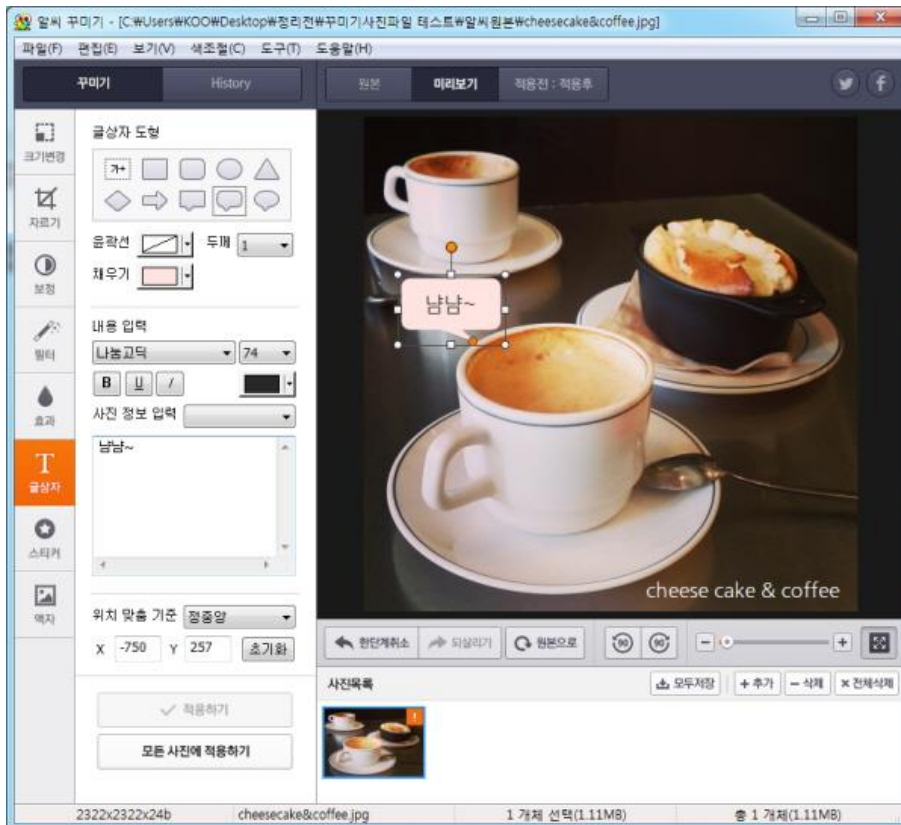 알씨 꾸미기 - [C:₩Users₩KOO₩Desktop₩정리전₩꾸미기사진파일 테스트₩알씨원본₩cheesecake&coffee.jpg]
파일(F) 편집(E) 보기(V) 색조절(C) 도구(T) 도움말(H)
꾸미기 History 원본 미리보기 적용전 : 적용후
크기변경
자르기
보정
필터
효과
T
글상자
스티커
액자
글상자 도형
가+
윤곽선 두께 1
채우기
내용 입력
나눔고딕 74
B U /
사진 정보 입력
냠냠~
위치 맞춤 기준 정중앙
X -750 Y 257 초기화
적용하기
모든 사진에 적용하기
냠냠~
cheese cake & coffee
한단계취소 되살리기 원본으로 90 90
사진목록 모두저장 + 추가 - 삭제 × 전체삭제
!
2322x2322x24b cheesecake&coffee.jpg 1 개체 선택(1.11MB) 총 1 개체(1.11MB)